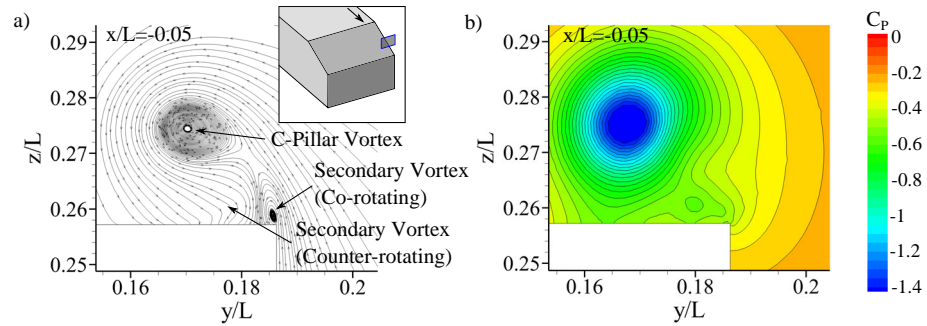 a)
x/L=-0.05
0.29
0.28
0.27
0.26
0.25
z/L
C-Pillar Vortex
Secondary Vortex
(Co-rotating)
Secondary Vortex
(Counter-rotating)
0.16
0.18
0.2
y/L
b)
x/L=-0.05
0.29
0.28
0.27
0.26
0.25
z/L
0.16
0.18
0.2
y/L
CP
0
-0.2
-0.4
-0.6
-0.8
-1
-1.2
-1.4